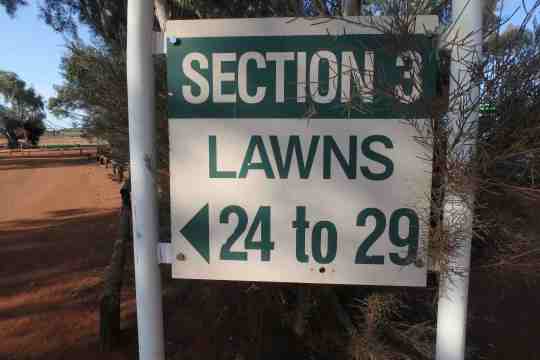 SECTION 3
LAWNS
24 to 29